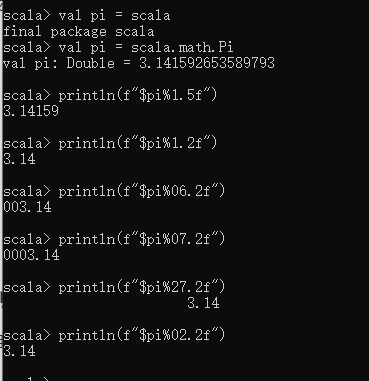 scala> val pi = scala
final package scala
scala> val pi = scala.math.Pi
val pi: Double = 3.141592653589793
scala> println(f"$pi%1.5f")
3.14159
scala> println(f"$pi%1.2f")
3.14
scala> println(f"$pi%06.2f")
003.14
scala> println(f"$pi%07.2f")
0003.14
scala> println(f"$pi%27.2f")
3.14
scala> println(f"$pi%02.2f")
3.14